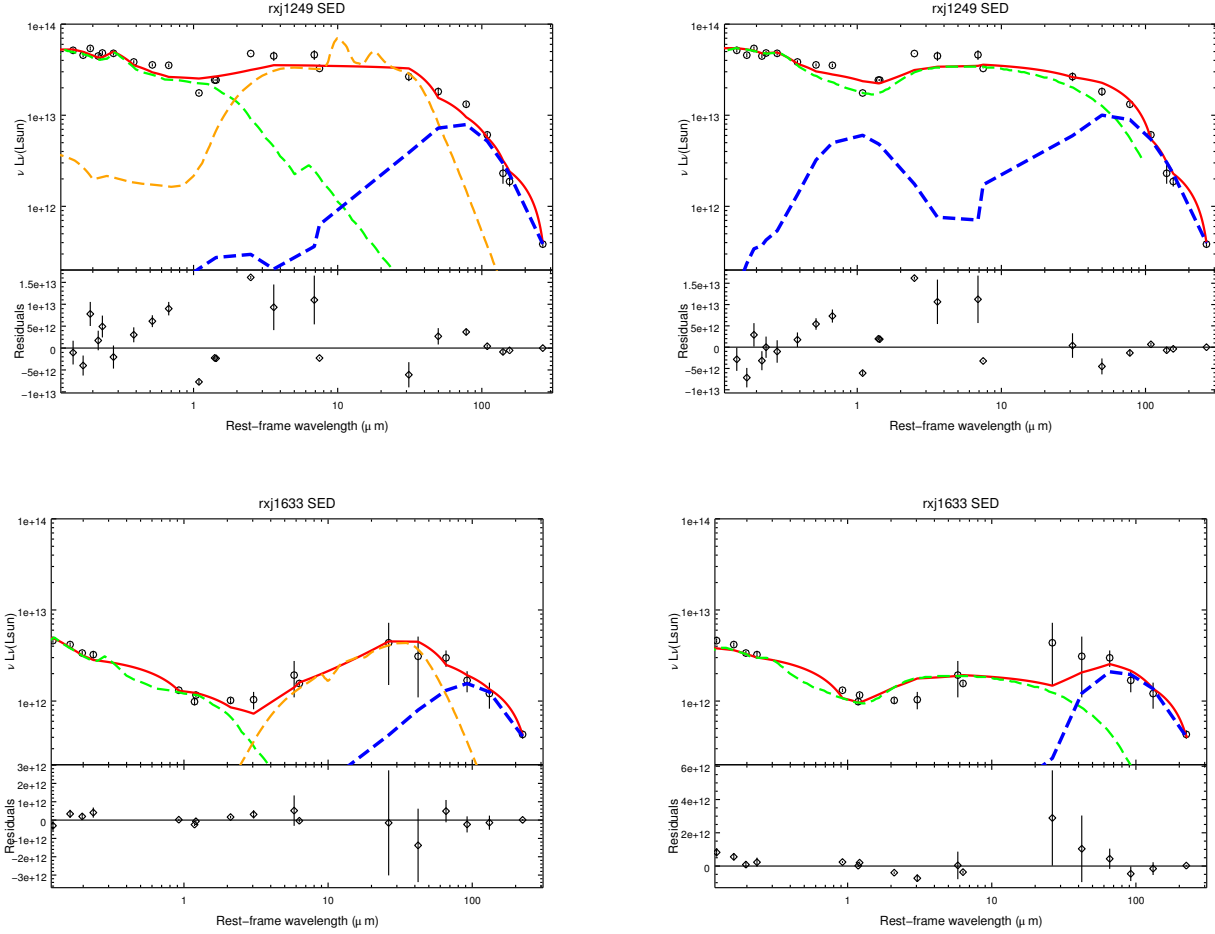 rxj1249 SED
1e+14
1e+13
1e+12
ν Lν(Lsun)
1.5e+13
1e+13
5e+12
0
−5e+12
−1e+13
Residuals
1
10
100
Rest−frame wavelength (μ m)
rxj1249 SED
1e+14
1e+13
1e+12
ν Lν(Lsun)
1.5e+13
1e+13
5e+12
0
−5e+12
−1e+13
Residuals
1
10
100
Rest−frame wavelength (μ m)
rxj1633 SED
1e+14
1e+13
1e+12
ν Lν(Lsun)
3e+12
2e+12
1e+12
0
−1e+12
−2e+12
−3e+12
Residuals
1
10
100
Rest−frame wavelength (μ m)
rxj1633 SED
1e+14
1e+13
1e+12
ν Lν(Lsun)
6e+12
4e+12
2e+12
0
Residuals
1
10
100
Rest−frame wavelength (μ m)